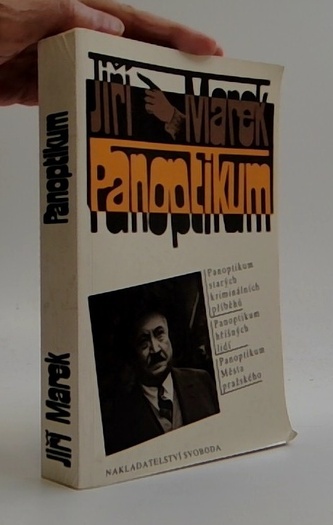 Jiří Marek
Panoptikum
Panoptikum
starých
kriminálních
příběhů
Panoptikum
hříšných
lidí
Panoptikum
Města
pražského
NAKLADATELSTVÍ SVOBODA
Jiří Marek Panoptikum